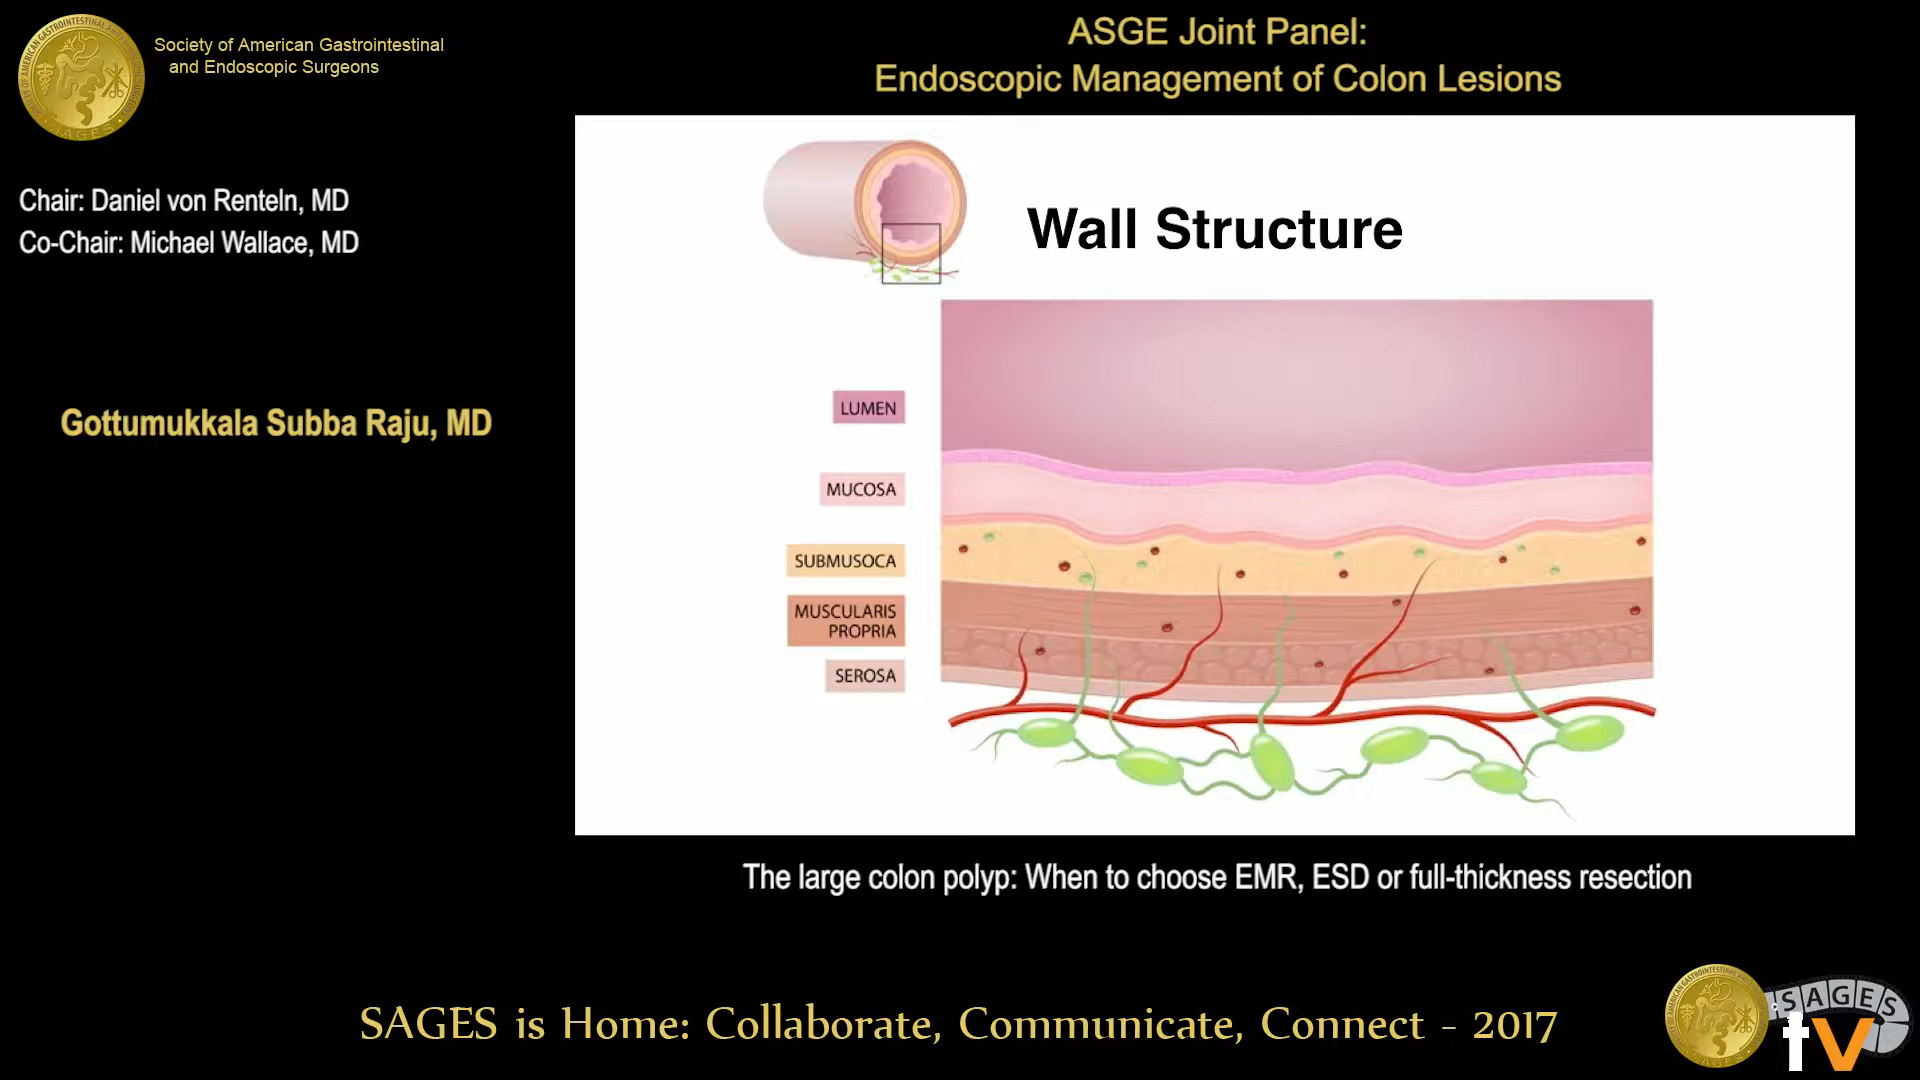 Society of American Gastrointestinal
and Endoscopic Surgeons
ASGE Joint Panel:
Endoscopic Management of Colon Lesions
Chair: Daniel von Renteln, MD
Co-Chair: Michael Wallace, MD
Gottumukkala Subba Raju, MD
Wall Structure
LUMEN
MUCOSA
SUBMUSOCA
MUSCULARIS
PROPRIA
SEROSA
The large colon polyp: When to choose EMR, ESD or full-thickness resection
SAGES is Home: Collaborate, Communicate, Connect - 2017
SAGES
tV